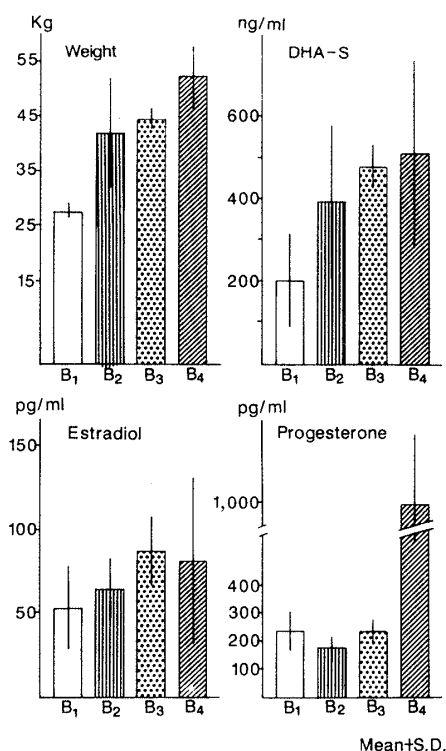 Kg
Weight
55
45
35
25
15
B1 B2 B3 B4
ng/ml
DHA-S
600
400
200
B1 B2 B3 B4
pg/ml
Estradiol
150
100
50
B1 B2 B3 B4
pg/ml
Progesterone
1,000
400
300
200
100
B1 B2 B3 B4
Mean+S.D.